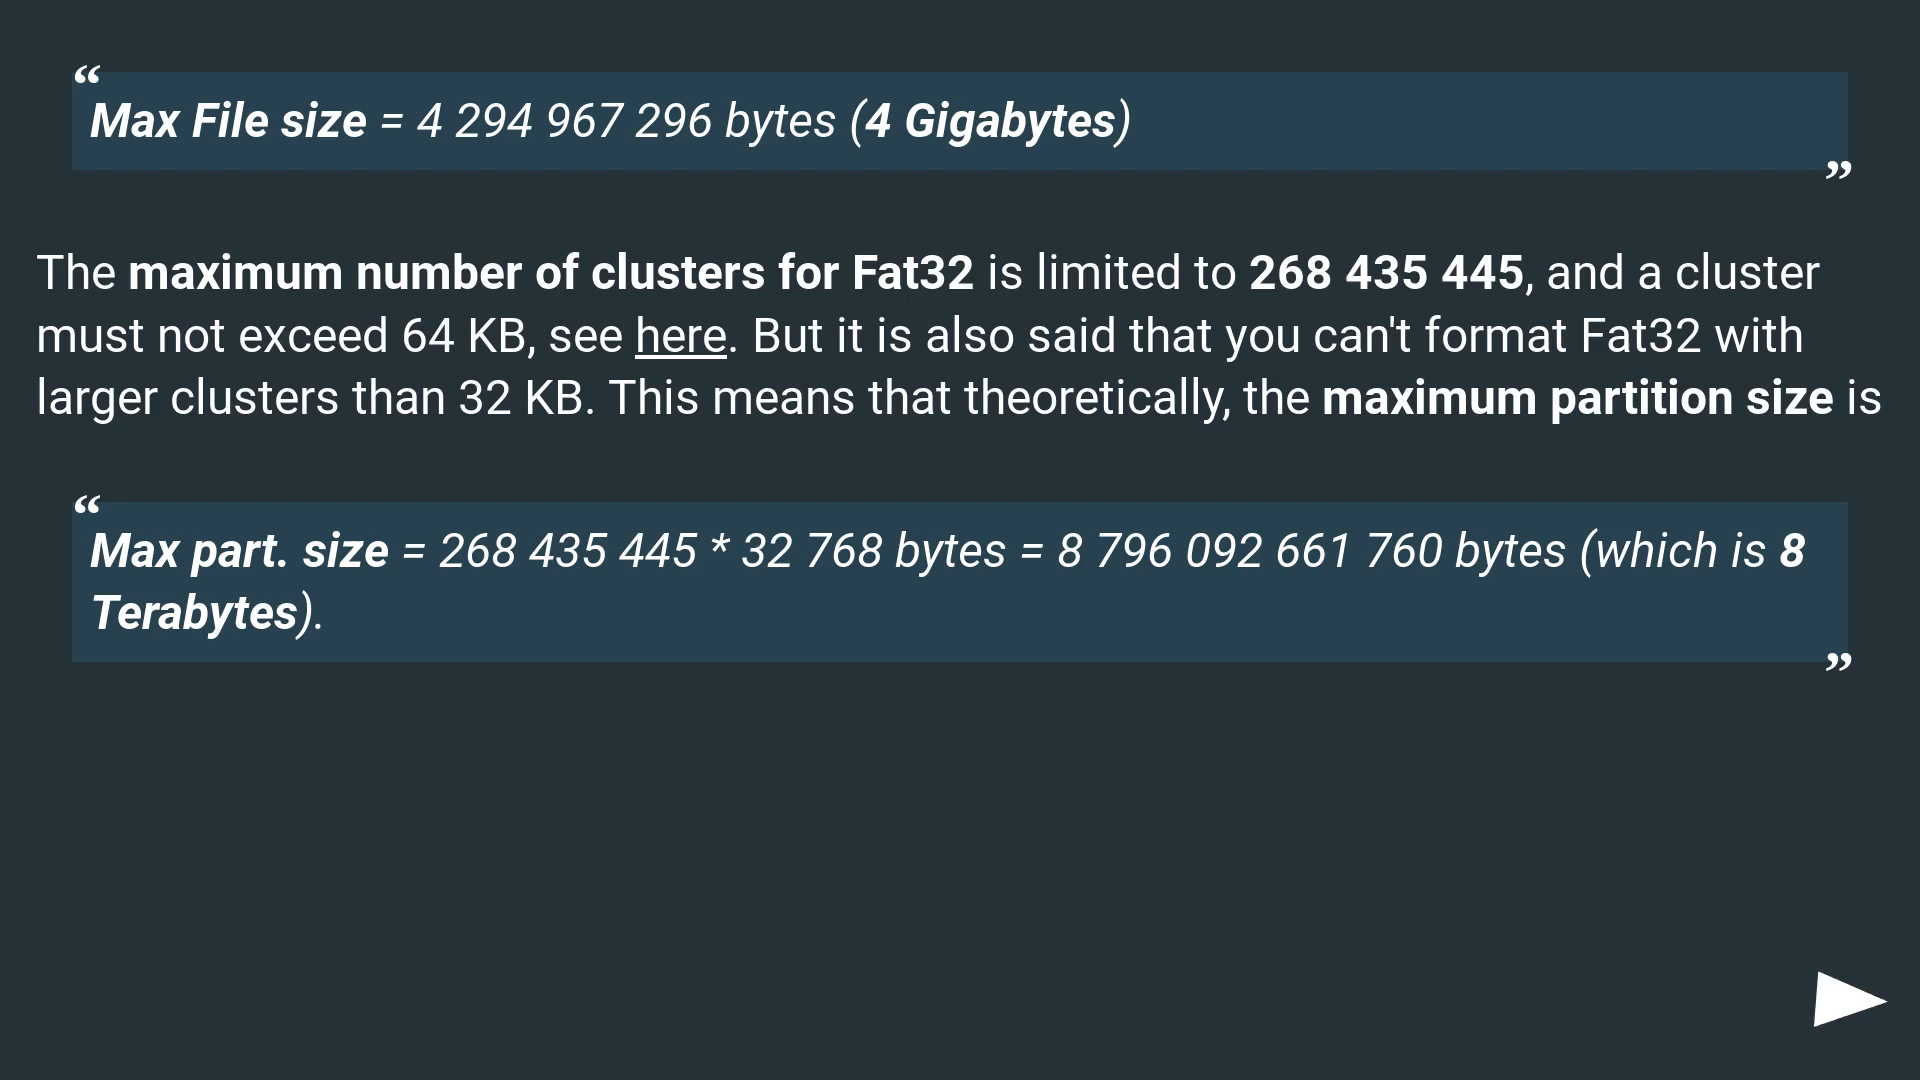 “
Max File size = 4 294 967 296 bytes (4 Gigabytes)
”
The maximum number of clusters for Fat32 is limited to 268 435 445, and a cluster
must not exceed 64 KB, see here. But it is also said that you can't format Fat32 with
larger clusters than 32 KB. This means that theoretically, the maximum partition size is
“
Max part. size = 268 435 445 * 32 768 bytes = 8 796 092 661 760 bytes (which is 8
Terabytes).
”